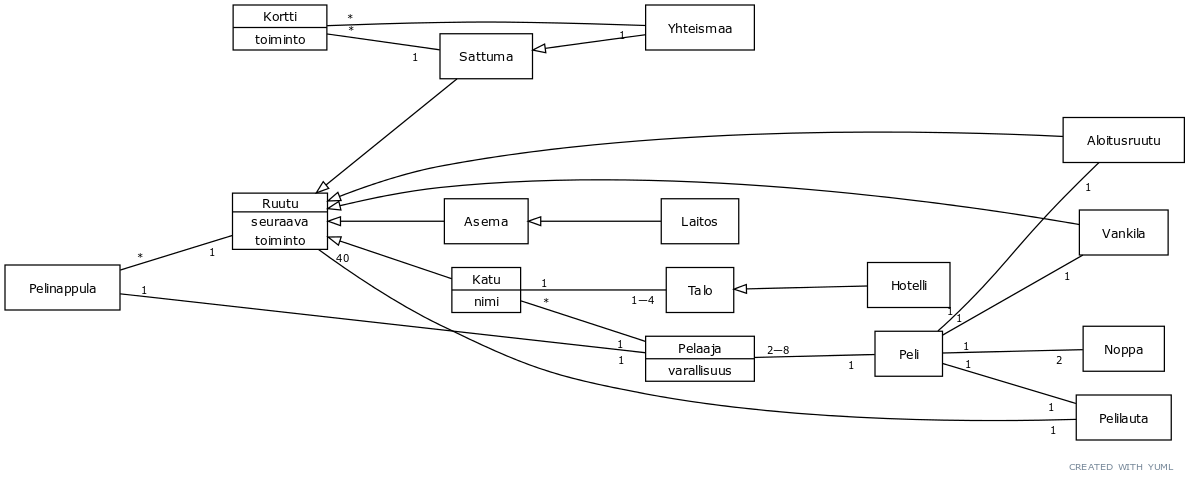 Kortti
toiminto
*
*
1
Sattuma
1
Yhteismaa
Aloitusruutu
1
Ruutu
seuraava
toiminto
Asema
Laitos
Vankila
1
*
1
40
Pelinappula
1
Katu
nimi
1
*
1—4
Talo
Hotelli
1
1
1
1
Pelaaja
varallisuus
2—8
1
Peli
1
1
2
Noppa
1
1
Pelilauta
CREATED WITH YUML